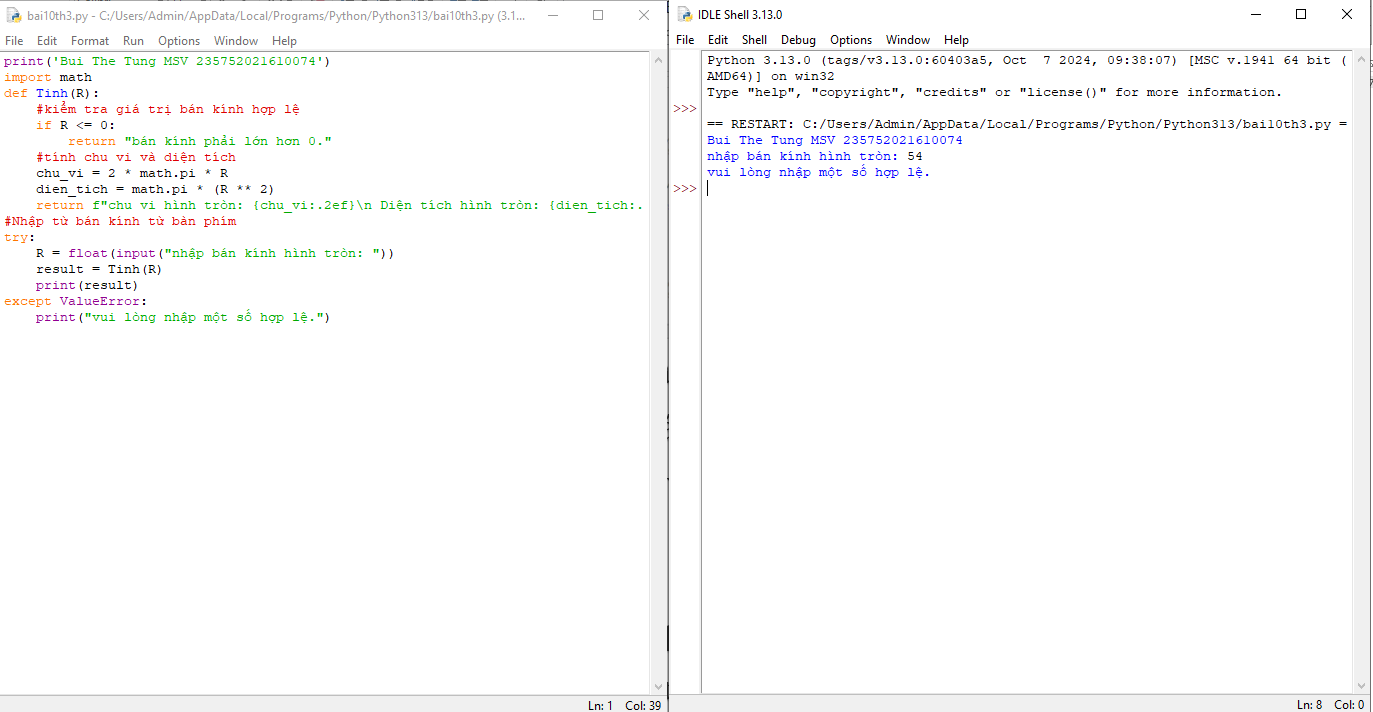 bai10th3.py - C:/Users/Admin/AppData/Local/Programs/Python/Python313/bai10th3.py (3.1...
File Edit Format Run Options Window Help
print('Bui The Tung MSV 235752021610074')
import math
def Tinh(R):
    #kiểm tra giá trị bán kính hợp lệ
    if R <= 0:
        return "bán kính phải lớn hơn 0."
    #tính chu vi và diện tích
    chu_vi = 2 * math.pi * R
    dien_tich = math.pi * (R ** 2)
    return f"chu vi hình tròn: {chu_vi:.2ef}\n Diện tích hình tròn: {dien_tich:.
#Nhập từ bán kính từ bàn phím
try:
    R = float(input("nhập bán kính hình tròn: "))
    result = Tinh(R)
    print(result)
except ValueError:
    print("vui lòng nhập một số hợp lệ.")
Ln: 1 Col: 39
IDLE Shell 3.13.0
File Edit Shell Debug Options Window Help
Python 3.13.0 (tags/v3.13.0:60403a5, Oct  7 2024, 09:38:07) [MSC v.1941 64 bit (
AMD64)] on win32
Type "help", "copyright", "credits" or "license()" for more information.
>>>
== RESTART: C:/Users/Admin/AppData/Local/Programs/Python/Python313/bai10th3.py =
Bui The Tung MSV 235752021610074
nhập bán kính hình tròn: 54
vui lòng nhập một số hợp lệ.
>>>
Ln: 8 Col: 0